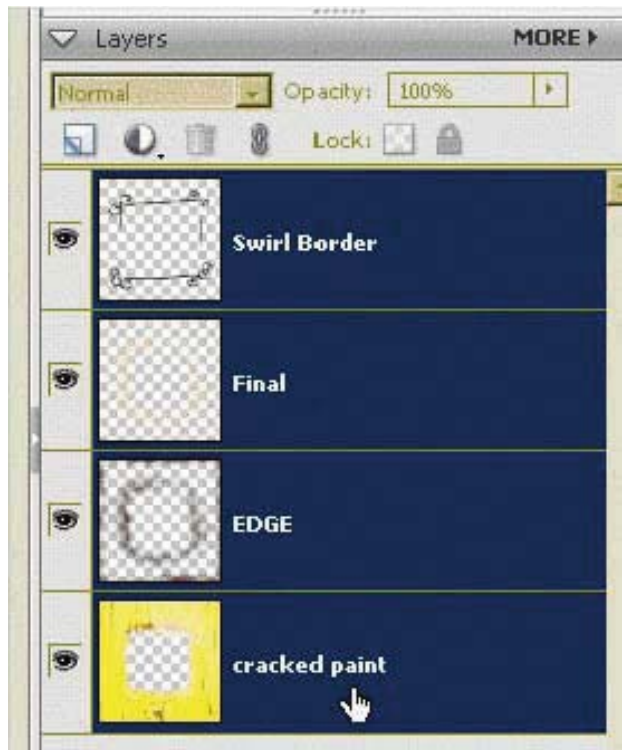 Layers MORE
Normal Opacity: 100%
Lock:
Swirl Border
Final
EDGE
cracked paint